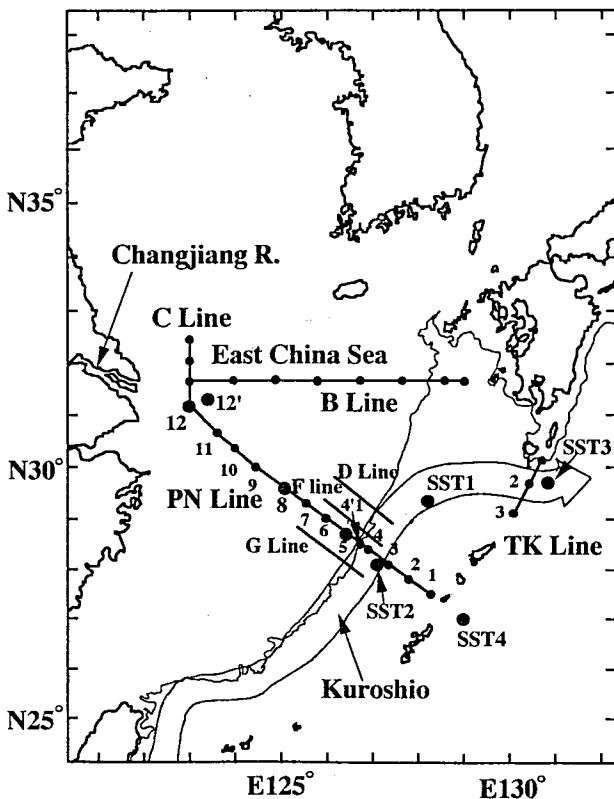 N35°
Changjiang R.
C Line
East China Sea
B Line
12 12'
11
10
9
8
7
6
5
4'1
4
3
2
1
N30°
SST3
2
3
D Line
SST1
F line
PN Line
G Line
TK Line
SST2
SST4
Kuroshio
N25°
E125° E130°